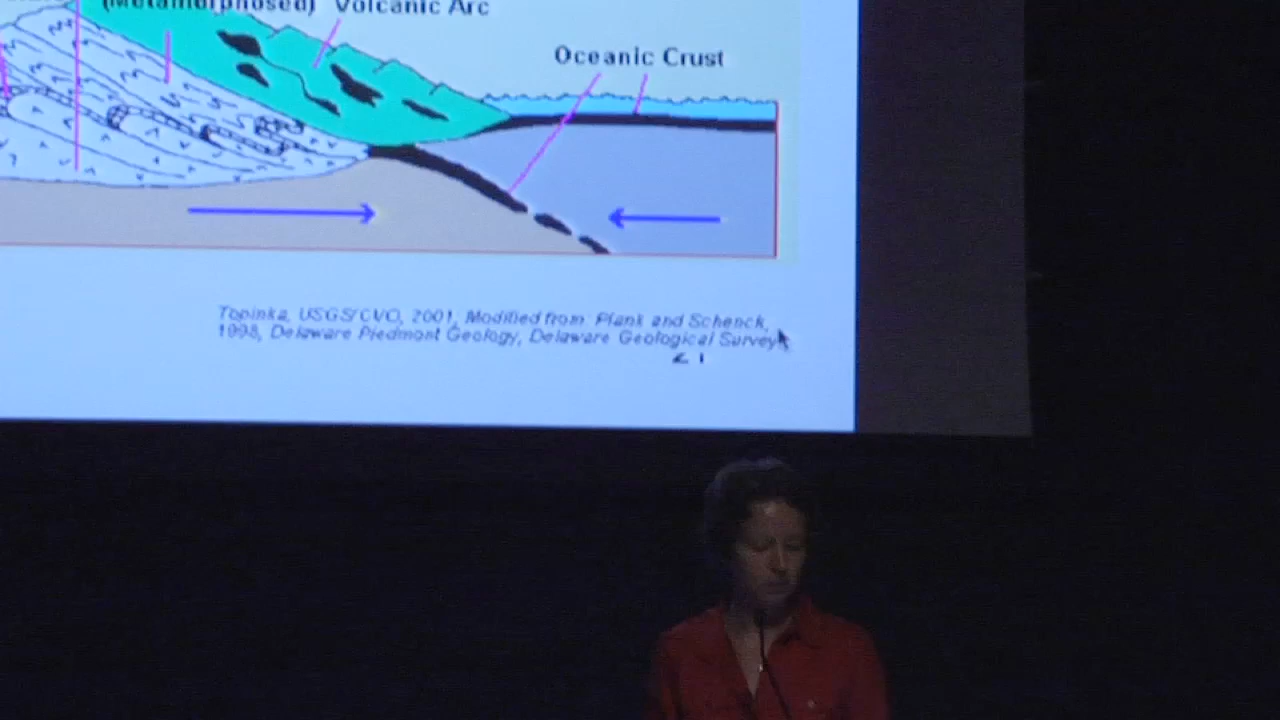 (Metamorphosed) Volcanic Arc
Oceanic Crust
Topinka, USGS/CVO, 2001, Modified from Plank and Schenck,
1998, Delaware Piedmont Geology, Delaware Geological Survey
21